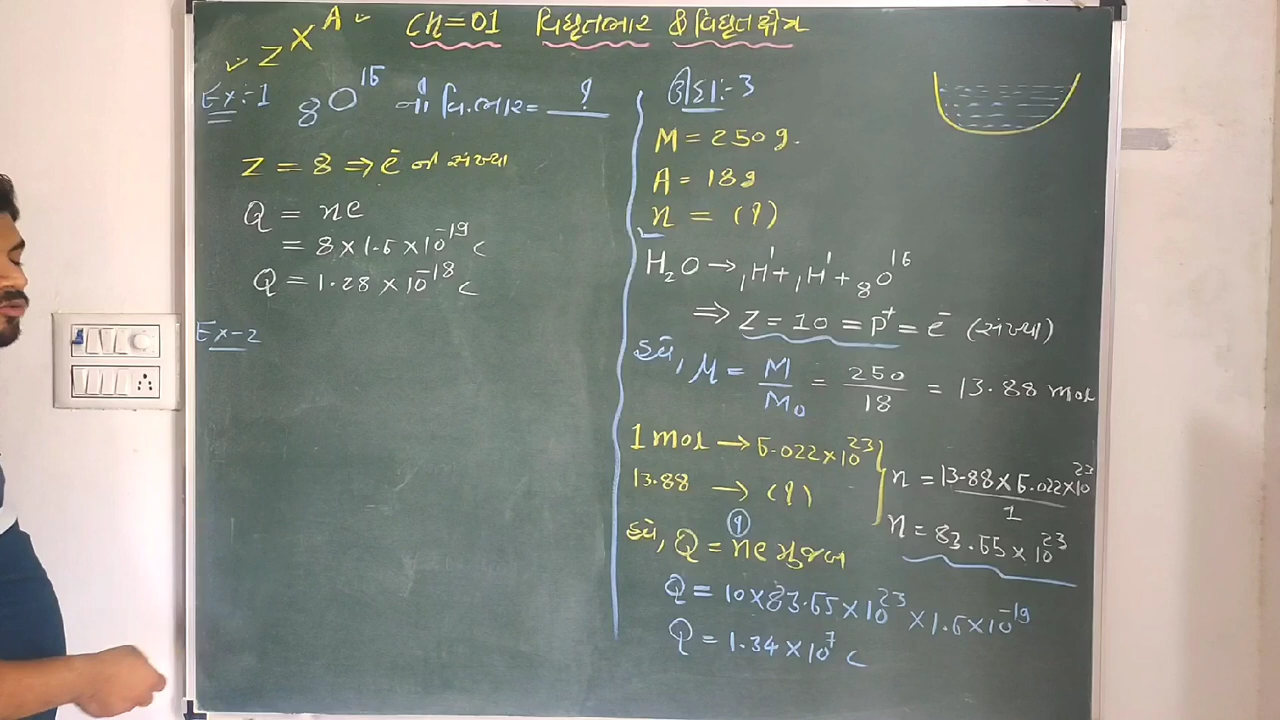 Z X A Ch=01 વિદ્યુતભાર & વિદ્યુતક્ષેત્ર
Ex:-1 ₈O¹⁶ નો વિ.ભાર = ?
Z = 8 ⇒ e⁻ ની સંખ્યા
Q = ne
= 8 × 1.6 × 10⁻¹⁹ C
Q = 1.28 × 10⁻¹⁸ C
Ex-2
ઉદા:-3
M = 250 g.
A = 18 g
n = (?)
H₂O → ₁H¹ + ₁H¹ + ₈O¹⁶
⇒ Z = 10 = p⁺ = e⁻ (સંખ્યા)
હવે, μ = M/M₀ = 250/18 = 13.88 mol
1 mol → 6.022 × 10²³
13.88 → (?)
n = 13.88 × 6.022 × 10²³ / 1
n = 83.65 × 10²³
હવે, Q = ne મુજબ
Q = 10 × 83.65 × 10²³ × 1.6 × 10⁻¹⁹
Q = 1.34 × 10⁷ C